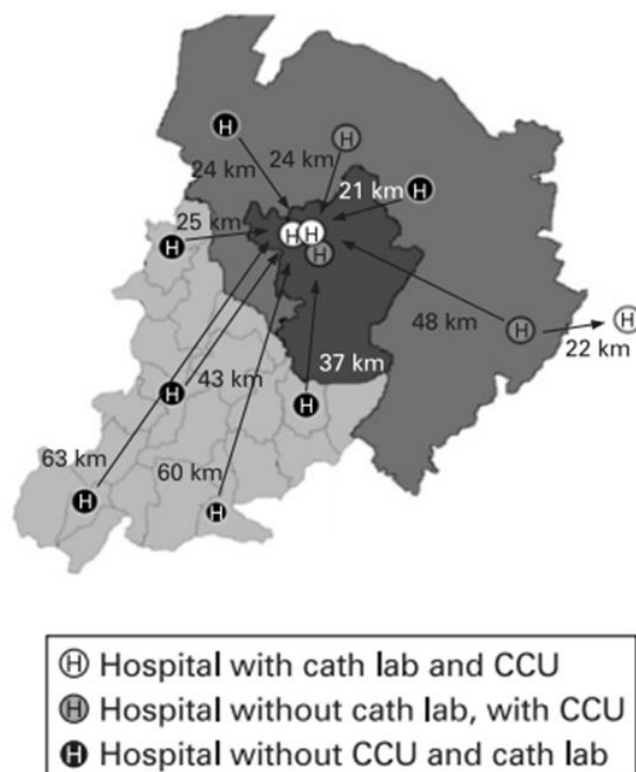 H
H
24 km
24 km
21 km
H
25 km
H
H
H
H
48 km
H
H
22 km
37 km
43 km
H
H
63 km
60 km
H
H
H Hospital with cath lab and CCU
H Hospital without cath lab, with CCU
H Hospital without CCU and cath lab